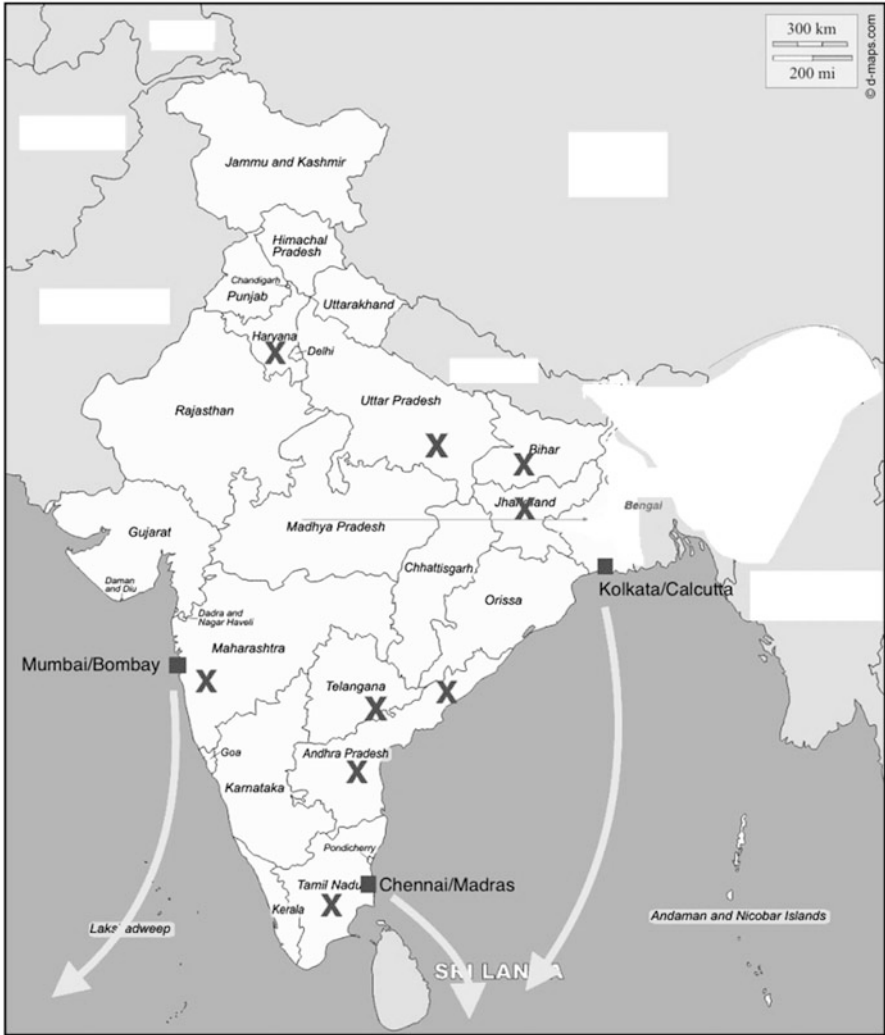 300 km
200 mi
© d-maps.com
Jammu and Kashmir
Himachal
Pradesh
Chandigarh
Punjab
Uttarakhand
Haryana
X
Delhi
Rajasthan
Uttar Pradesh
X
Bihar
X
Jharkhand
X
Bengal
Gujarat
Madhya Pradesh
Chhattisgarh
Daman
and Diu
Orissa
Kolkata/Calcutta
Dadra and
Nagar Haveli
Maharashtra
Mumbai/Bombay
X
Telangana
X
X
Goa
Andhra Pradesh
X
Karnataka
Pondicherry
Tamil Nadu
X
Chennai/Madras
Kerala
Lakshadweep
Andaman and Nicobar Islands
SRI LANKA